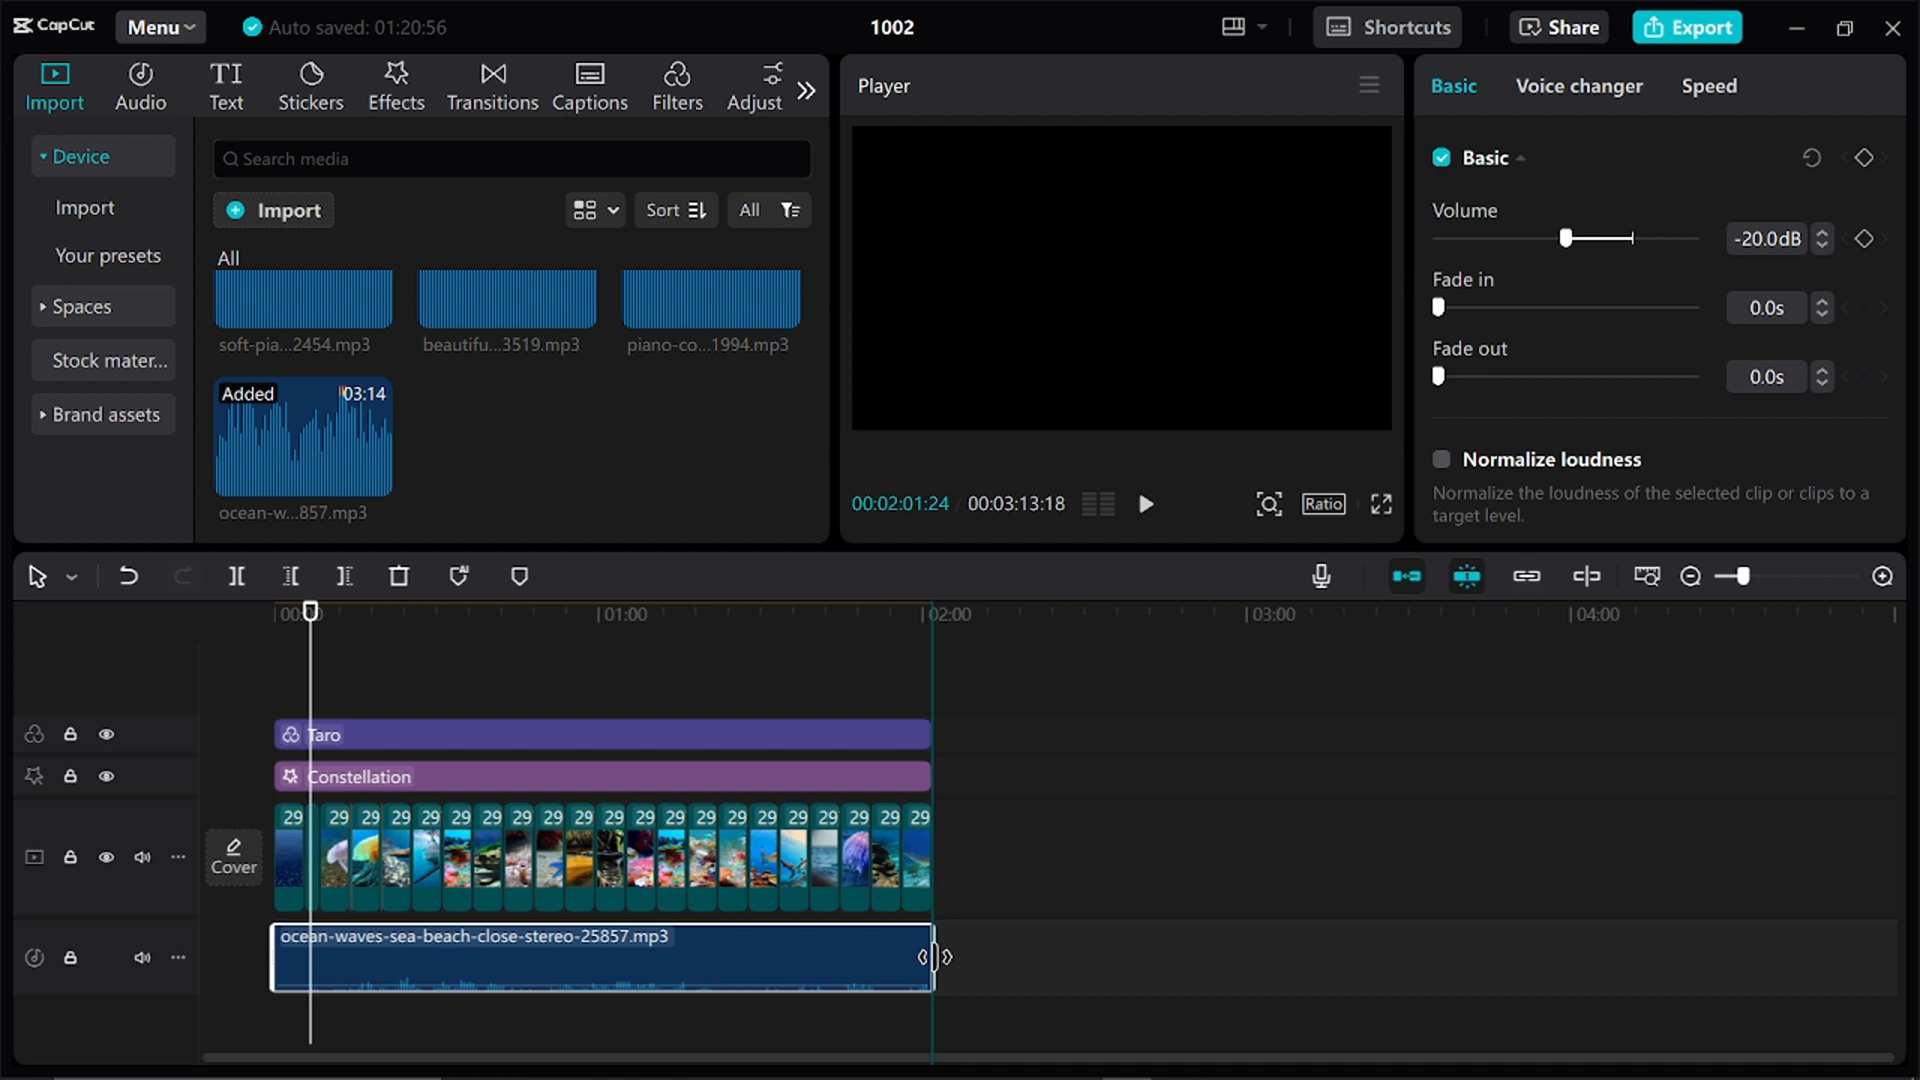 CapCut
Menu
Auto saved: 01:20:56
1002
Shortcuts
Share
Export
Import
Audio
TI
Text
Stickers
Effects
Transitions
Captions
Filters
Adjust
Player
Basic
Voice changer
Speed
Device
Import
Your presets
Spaces
Stock mater...
Brand assets
Search media
Import
Sort
All
All
soft-pia...2454.mp3
beautifu...3519.mp3
piano-co...1994.mp3
Added
03:14
ocean-w...857.mp3
00:02:01:24
00:03:13:18
Ratio
Basic
Volume
-20.0dB
Fade in
0.0s
Fade out
0.0s
Normalize loudness
Normalize the loudness of the selected clip or clips to a
target level.
01:00
02:00
03:00
04:00
Taro
Constellation
Cover
29 29 29 29 29 29 29 29 29 29 29 29 29 29 29 29 29 29 29 29 29
ocean-waves-sea-beach-close-stereo-25857.mp3